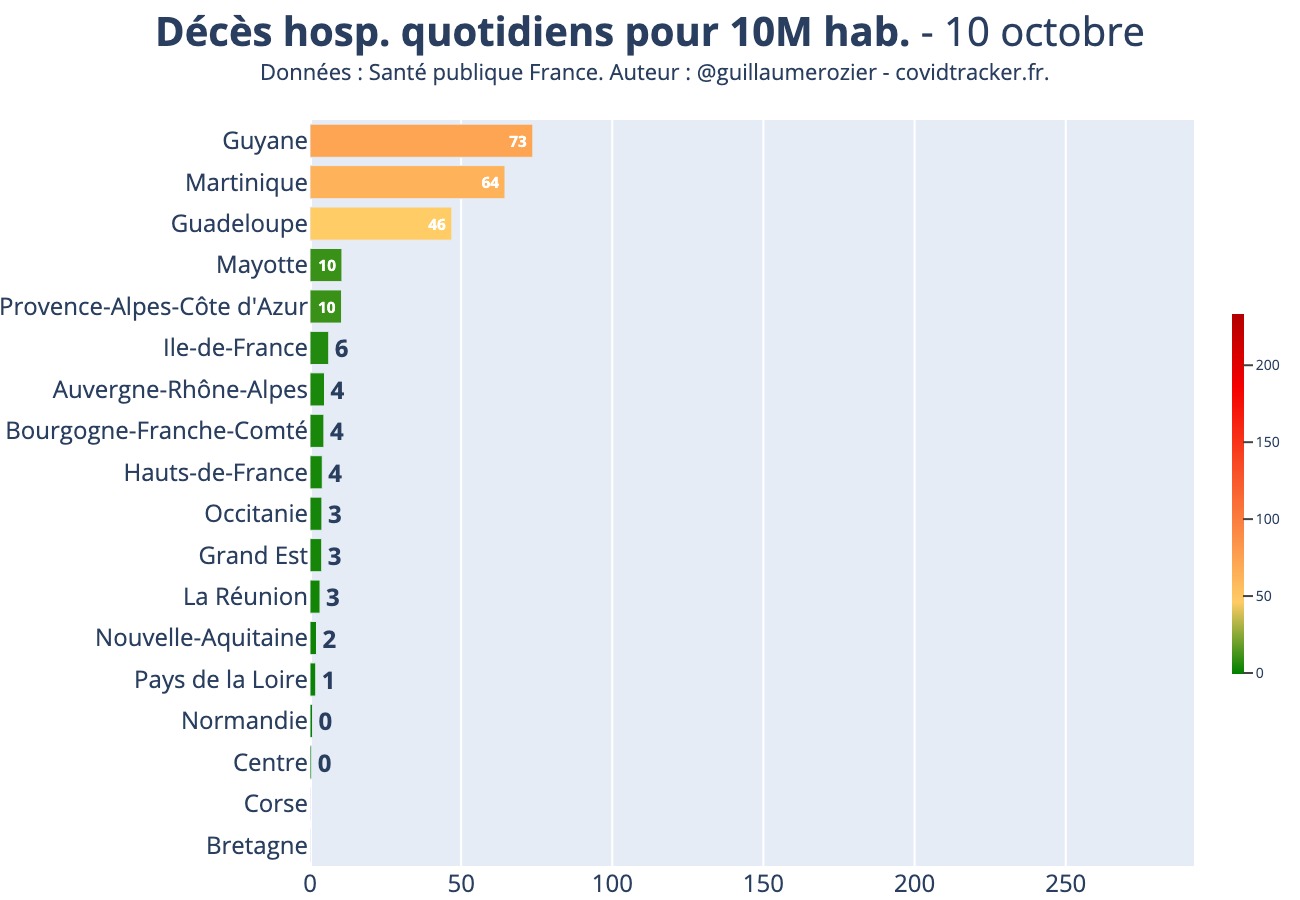 Décès hosp. quotidiens pour 10M hab. - 10 octobre
Données : Santé publique France. Auteur : @guillaumerozier - covidtracker.fr.
Guyane 73
Martinique 64
Guadeloupe 46
Mayotte 10
Provence-Alpes-Côte d'Azur 10
Ile-de-France 6
Auvergne-Rhône-Alpes 4
Bourgogne-Franche-Comté 4
Hauts-de-France 4
Occitanie 3
Grand Est 3
La Réunion 3
Nouvelle-Aquitaine 2
Pays de la Loire 1
Normandie 0
Centre 0
Corse
Bretagne
0 50 100 150 200 250
200
150
100
50
0